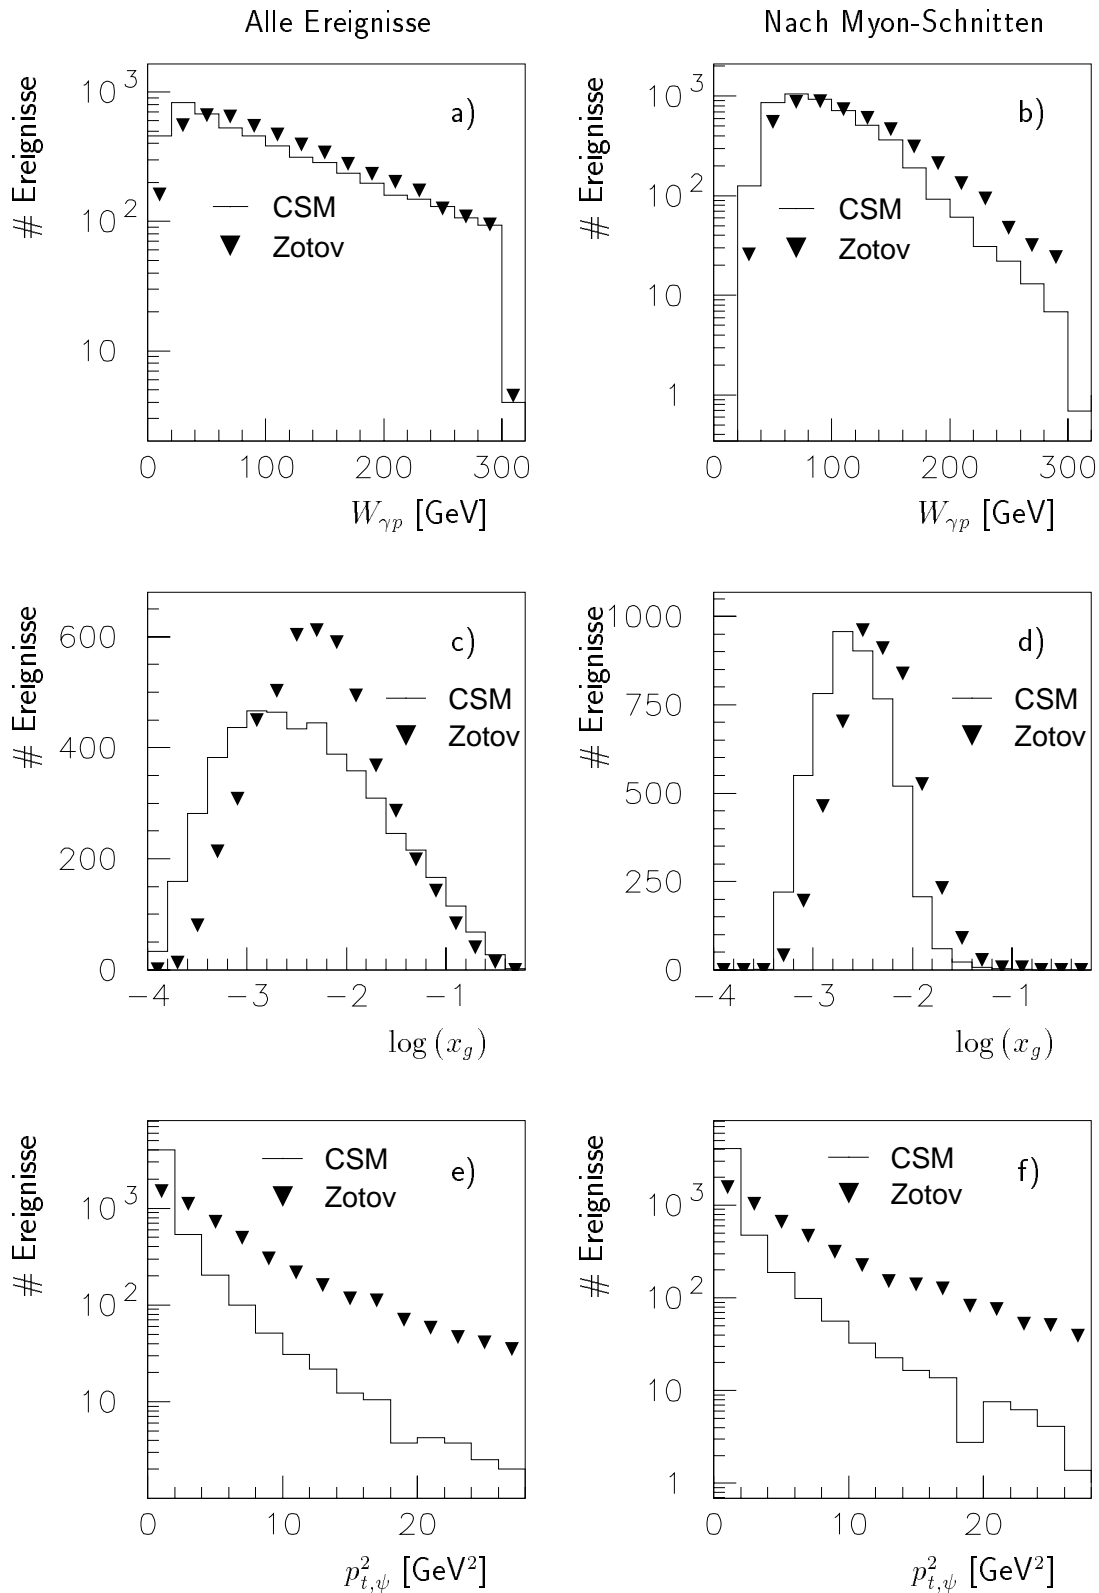 Alle Ereignisse
Nach Myon-Schnitten
# Ereignisse
10³
10²
10
a)
CSM
Zotov
0 100 200 300
W_γp [GeV]
# Ereignisse
10³
10²
10
1
b)
CSM
Zotov
0 100 200 300
W_γp [GeV]
# Ereignisse
600
400
200
0
c)
CSM
Zotov
−4 −3 −2 −1
log (x_g)
# Ereignisse
1000
750
500
250
0
d)
CSM
Zotov
−4 −3 −2 −1
log (x_g)
# Ereignisse
10³
10²
10
e)
CSM
Zotov
0 10 20
p²_t,ψ [GeV²]
# Ereignisse
10³
10²
10
1
f)
CSM
Zotov
0 10 20
p²_t,ψ [GeV²]